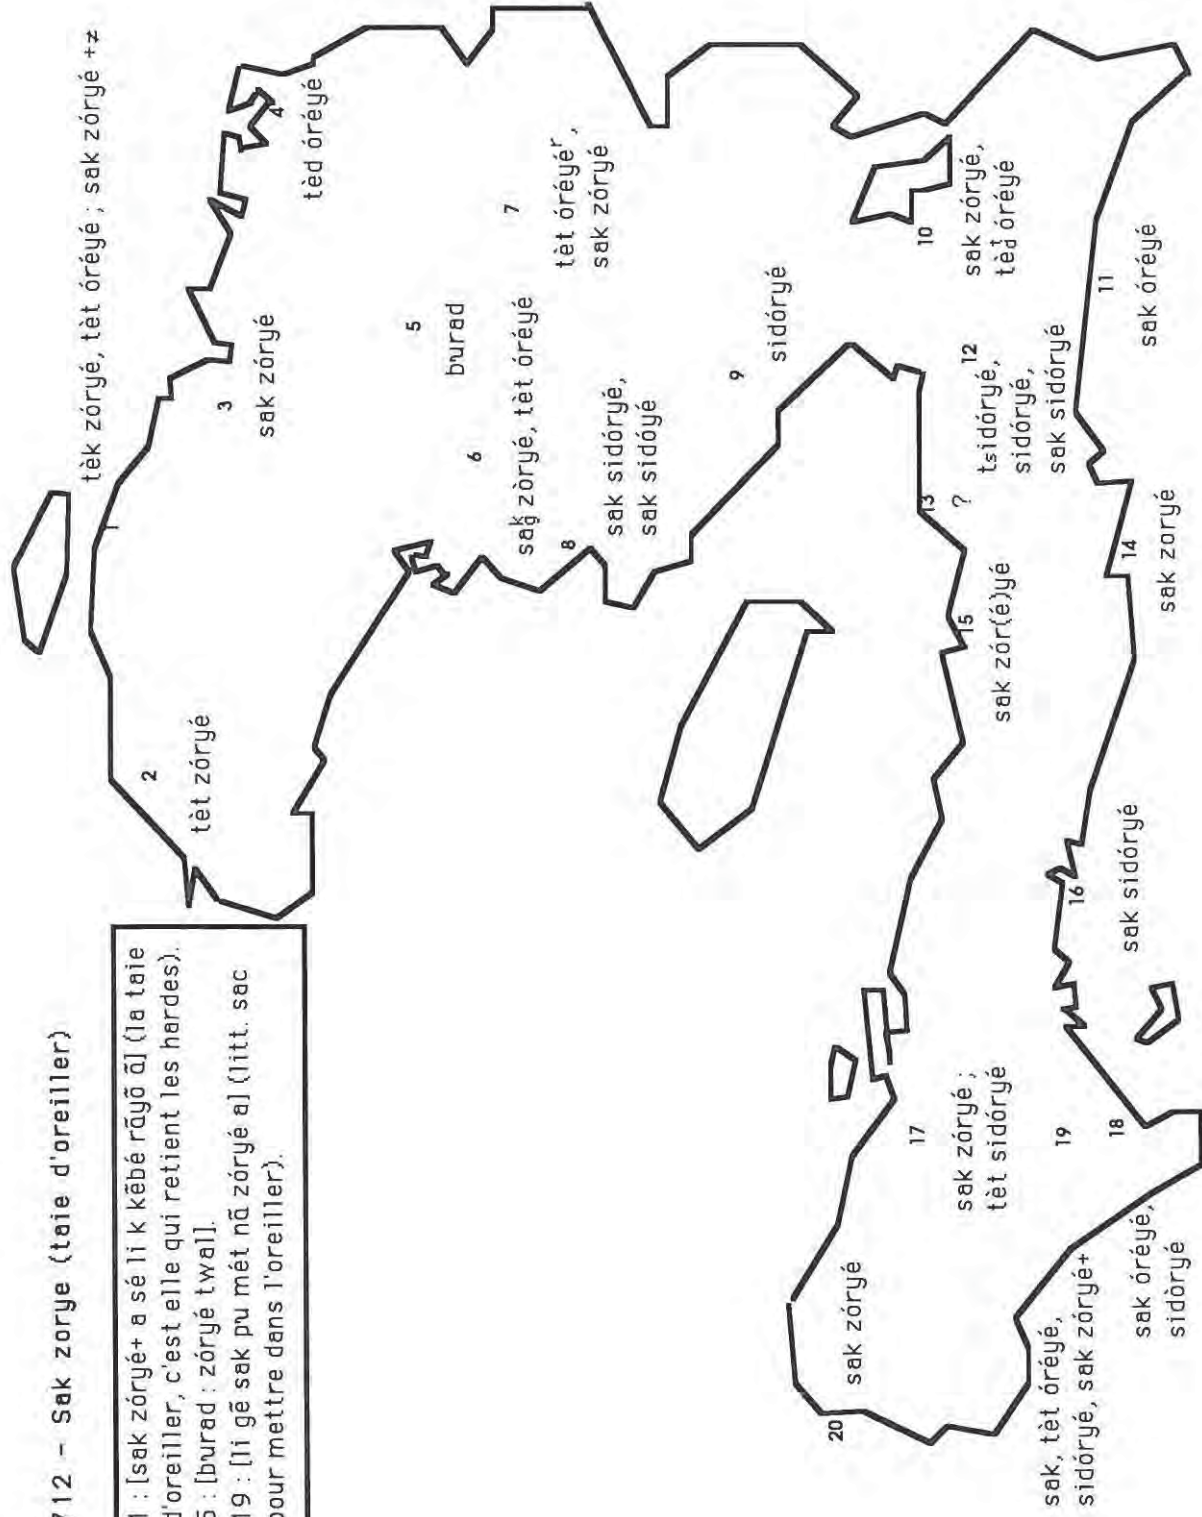 712 – Sak zorye (taie d'oreiller)
1 : [sak zóryé+ a sé li k kēbé rāyõ ã] (la taie
d'oreiller, c'est elle qui retient les hardes).
5 : [burad : zóryé twal].
19 : [li gē sak pu mét nã zóryé a] (litt. sac
pour mettre dans l'oreiller).
1
tèk zóryé, tèt óréyé ; sak zóryé +≠
2
tèt zóryé
3
sak zóryé
4
tèd óréyé
5
burad
6
sak̬g zòryé, tèt óréyé
7
tèt óréyéʳ,
sak zóryé
8
sak sidóryé,
sak sidóyé
9
sidóryé
10
sak zóryé,
tèd óréyé
11
sak óréyé
12
tₛidóryé,
sidóryé,
sak sidóryé
13
?
14
sak zoryé
15
sak zór(é)yé
16
sak sidóryé
17
sak zóryé ;
tèt sidóryé
18
sak óréyé,
sidòryé
19
sak, tèt óréyé,
sidóryé, sak zóryé+
20
sak zóryé